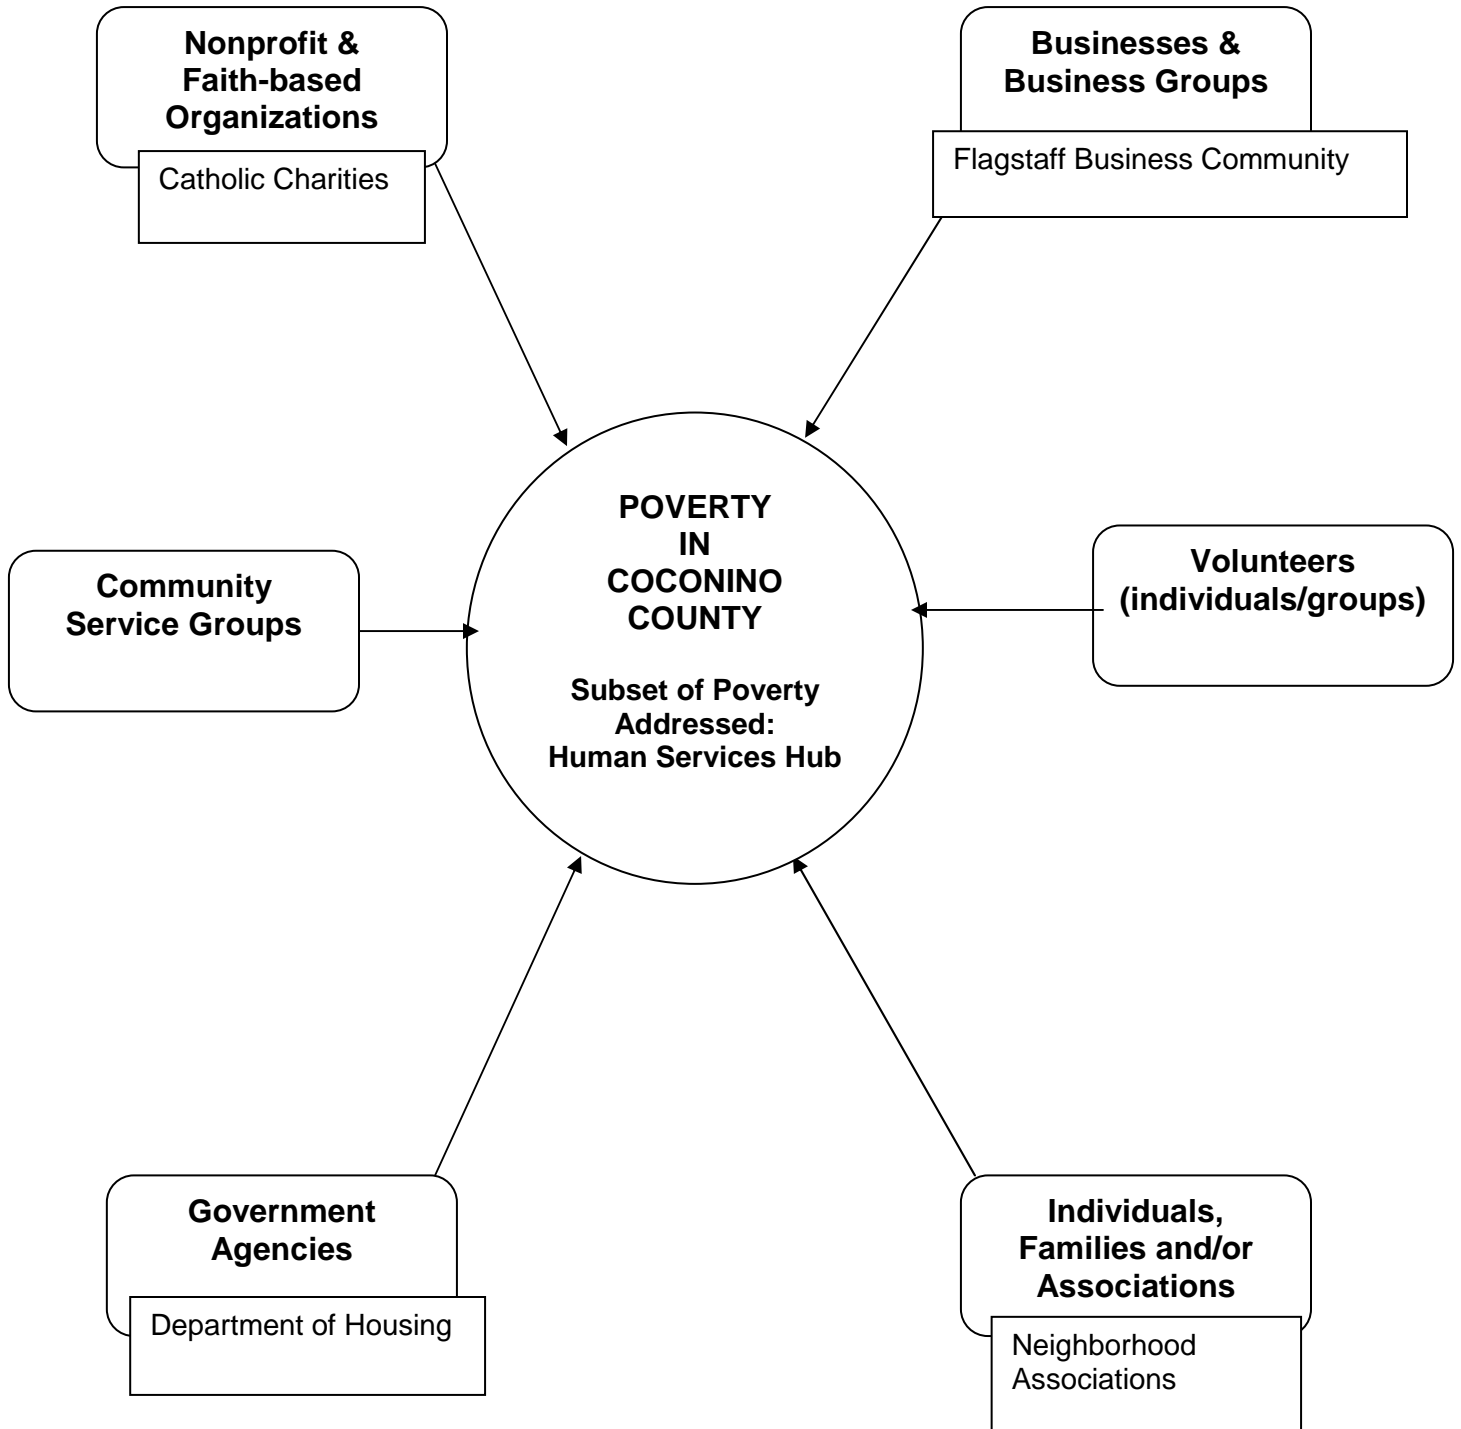 Nonprofit &
Faith-based
Organizations
Catholic Charities
Businesses &
Business Groups
Flagstaff Business Community
POVERTY
IN
COCONINO
COUNTY
Subset of Poverty
Addressed:
Human Services Hub
Community
Service Groups
Volunteers
(individuals/groups)
Government
Agencies
Department of Housing
Individuals,
Families and/or
Associations
Neighborhood
Associations